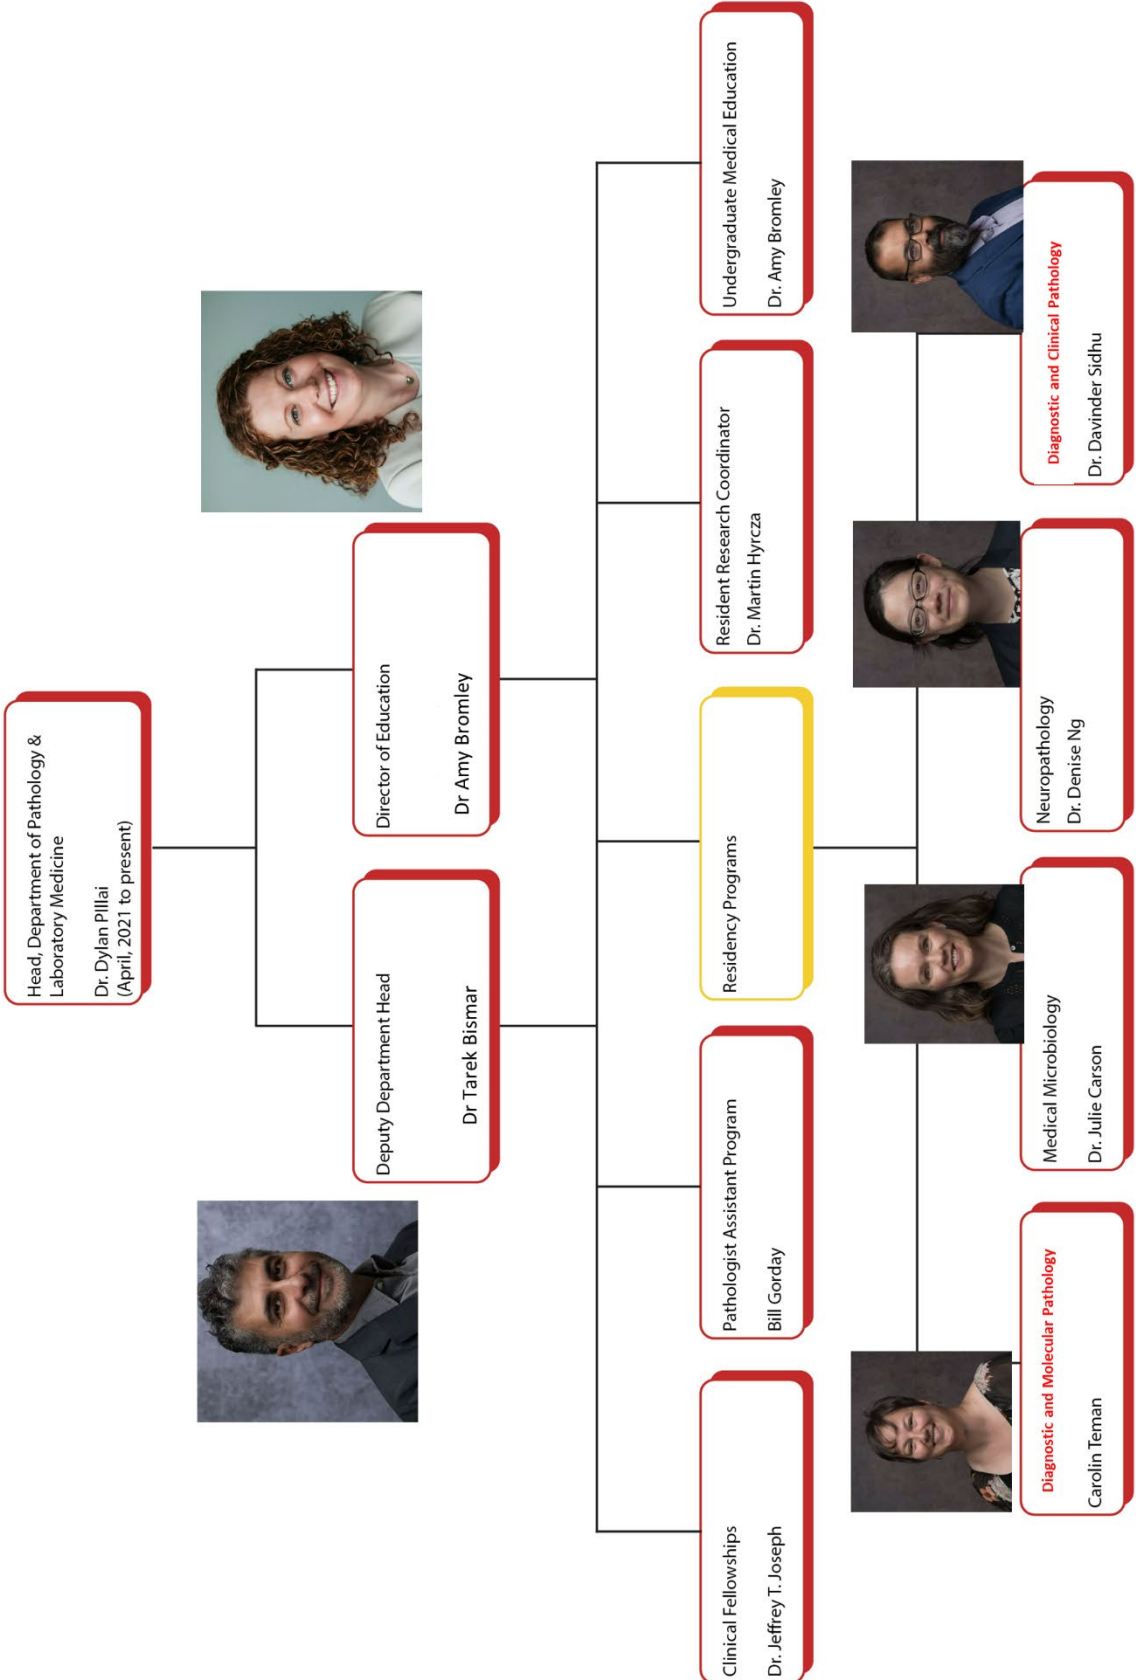 Head, Department of Pathology &
Laboratory Medicine
Dr. Dylan Pillai
(April, 2021 to present)
Deputy Department Head
Dr Tarek Bismar
Director of Education
Dr Amy Bromley
Clinical Fellowships
Dr. Jeffrey T. Joseph
Pathologist Assistant Program
Bill Gorday
Residency Programs
Resident Research Coordinator
Dr. Martin Hyrcza
Undergraduate Medical Education
Dr. Amy Bromley
Diagnostic and Molecular Pathology
Carolin Teman
Medical Microbiology
Dr. Julie Carson
Neuropathology
Dr. Denise Ng
Diagnostic and Clinical Pathology
Dr. Davinder Sidhu